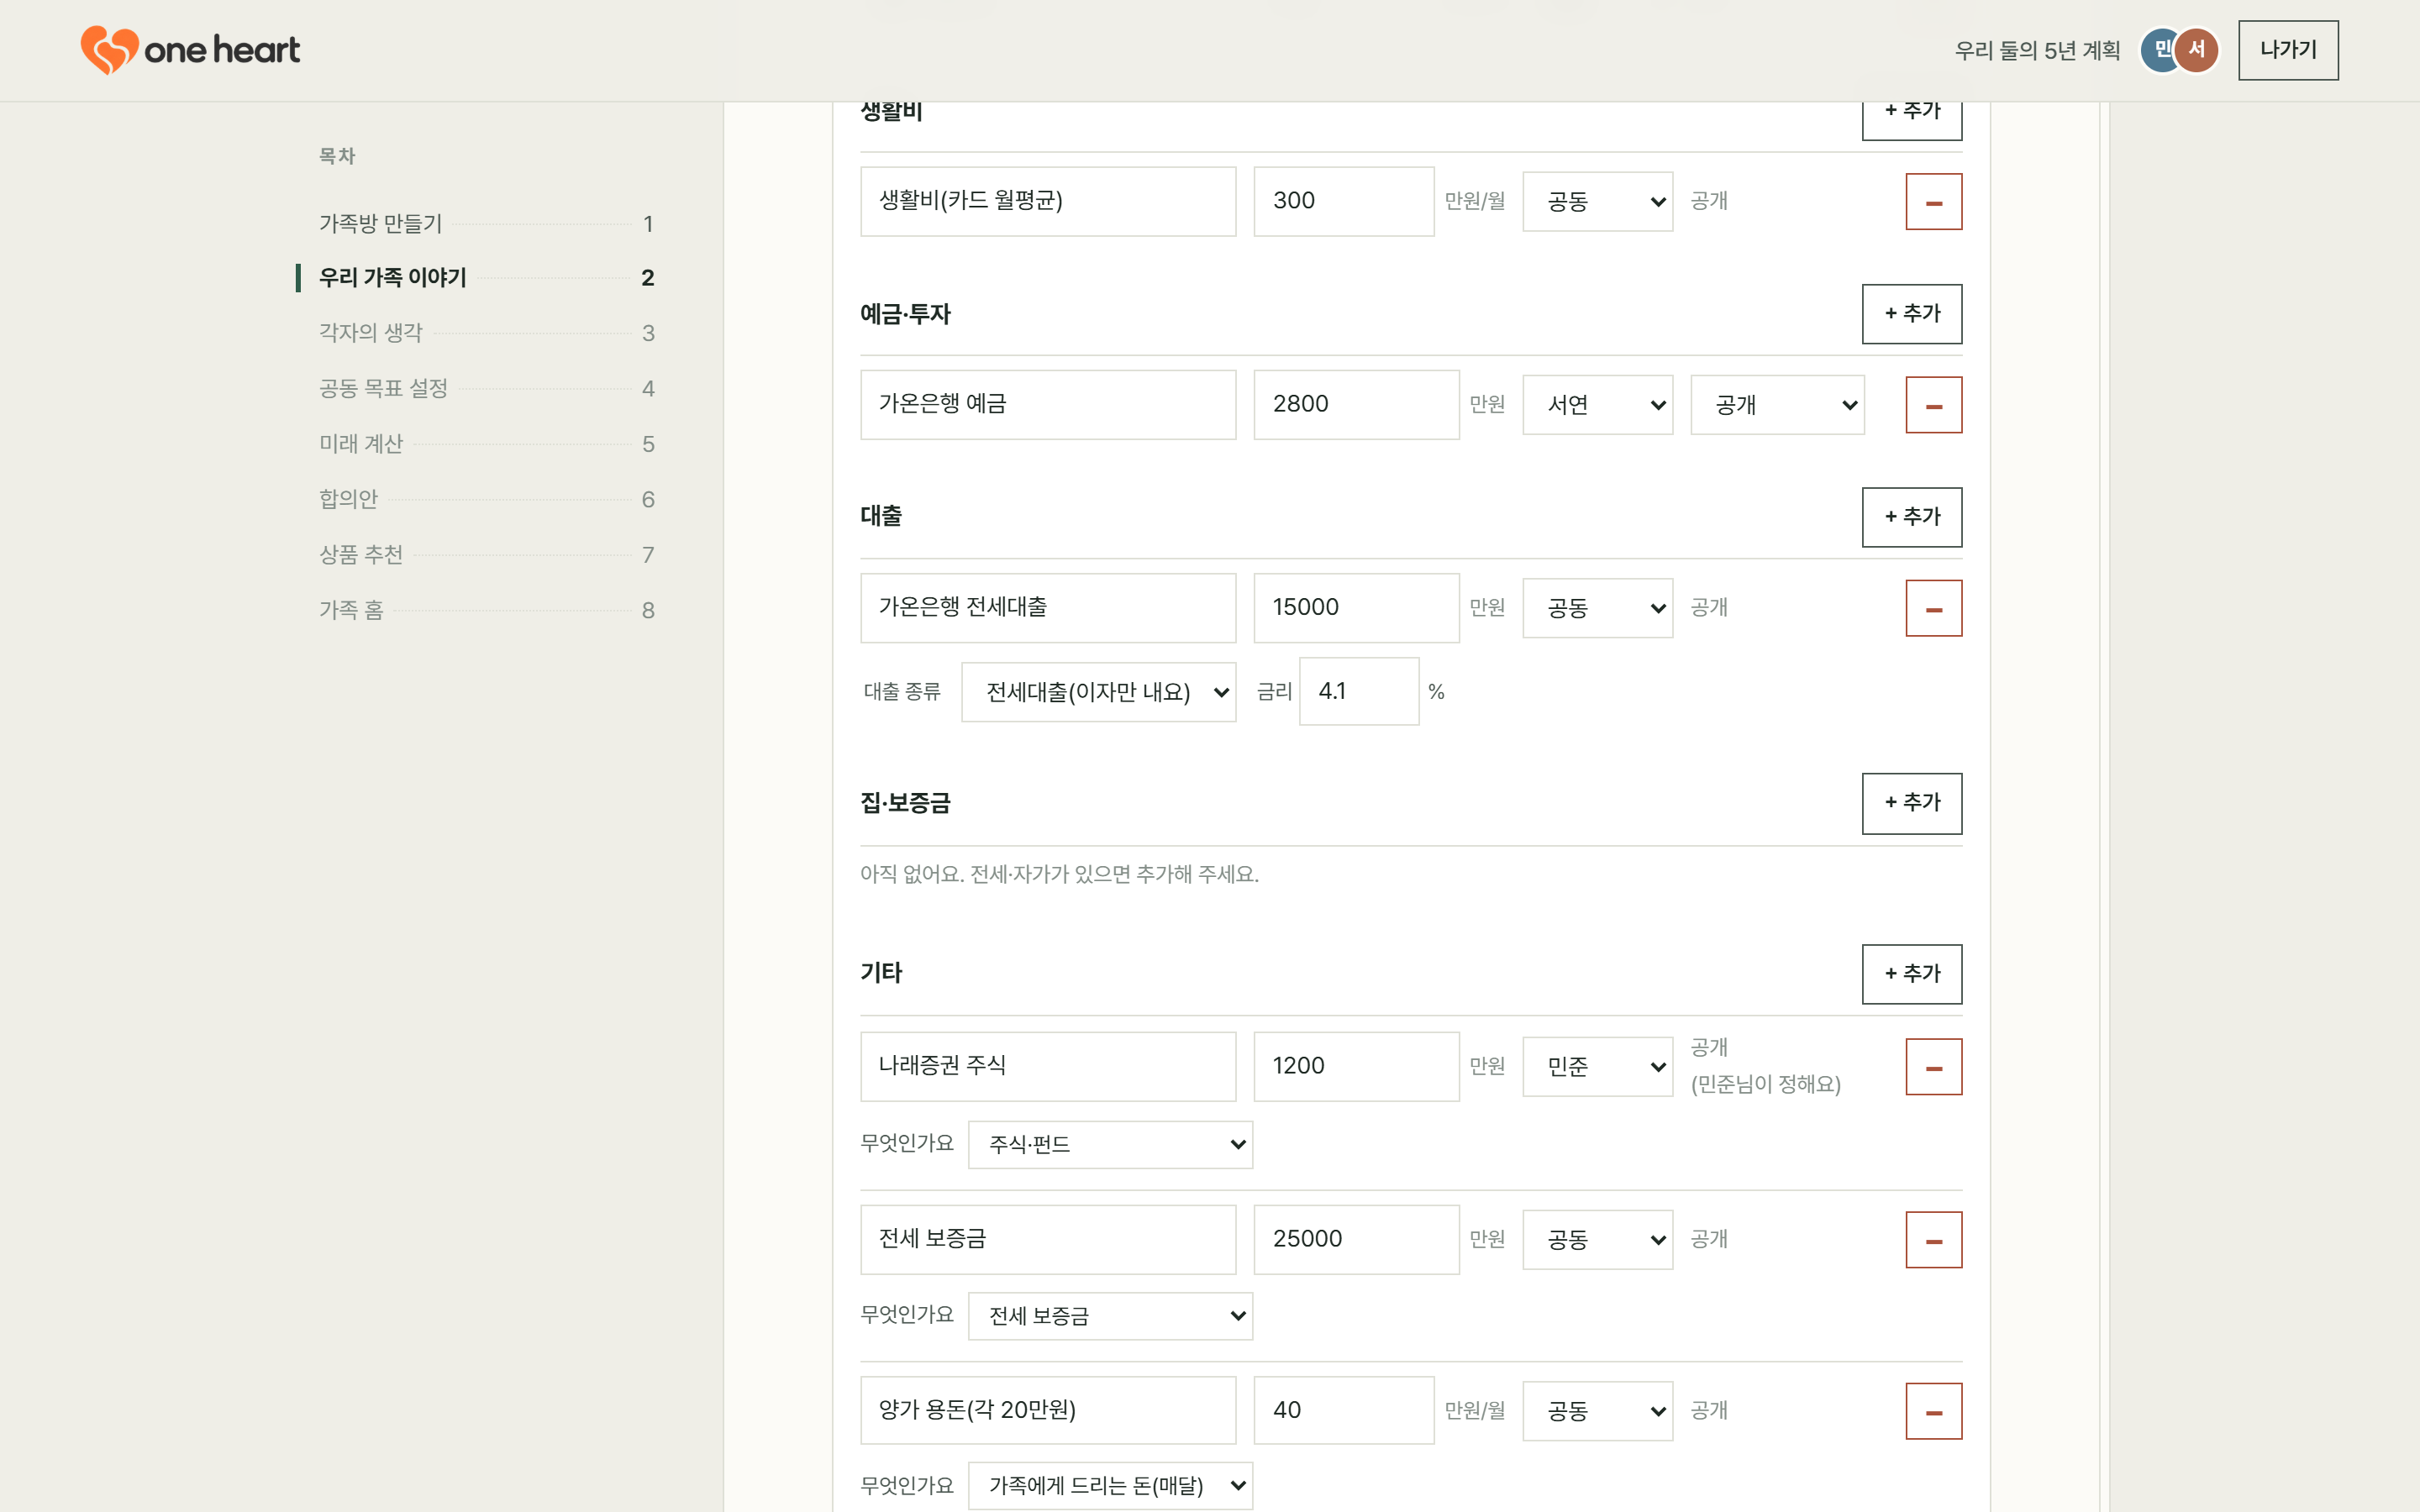 one heart
우리 둘의 5년 계획
민
서
나가기
목차
가족방 만들기 1
우리 가족 이야기 2
각자의 생각 3
공동 목표 설정 4
미래 계산 5
합의안 6
상품 추천 7
가족 홈 8
생활비
+ 추가
생활비(카드 월평균) 300 만원/월 공동 공개 −
예금·투자
+ 추가
가온은행 예금 2800 만원 서연 공개 −
대출
+ 추가
가온은행 전세대출 15000 만원 공동 공개 −
대출 종류 전세대출(이자만 내요) 금리 4.1 %
집·보증금
+ 추가
아직 없어요. 전세·자가가 있으면 추가해 주세요.
기타
+ 추가
나래증권 주식 1200 만원 민준 공개 −
(민준님이 정해요)
무엇인가요 주식·펀드
전세 보증금 25000 만원 공동 공개 −
무엇인가요 전세 보증금
양가 용돈(각 20만원) 40 만원/월 공동 공개 −
무엇인가요 가족에게 드리는 돈(매달)